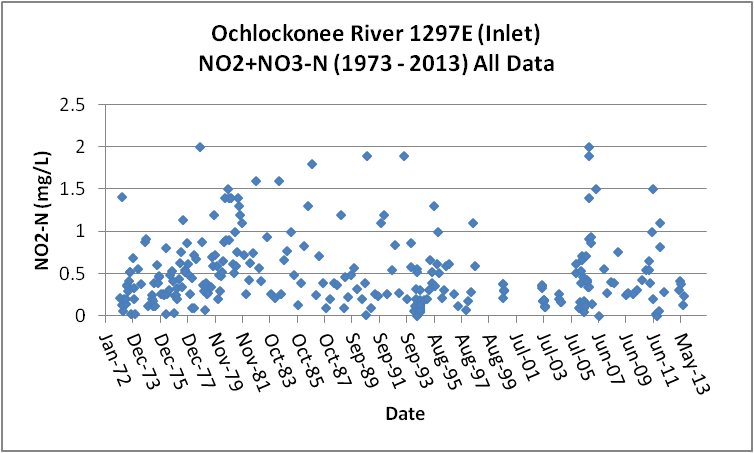 Ochlockonee River 1297E (Inlet)
NO2+NO3-N (1973 - 2013) All Data
2.5
2
1.5
1
0.5
0
NO2-N (mg/L)
Jan-72
Dec-73
Dec-75
Dec-77
Nov-79
Nov-81
Oct-83
Oct-85
Oct-87
Sep-89
Sep-91
Sep-93
Aug-95
Aug-97
Aug-99
Jul-01
Jul-03
Jul-05
Jun-07
Jun-09
Jun-11
May-13
Date